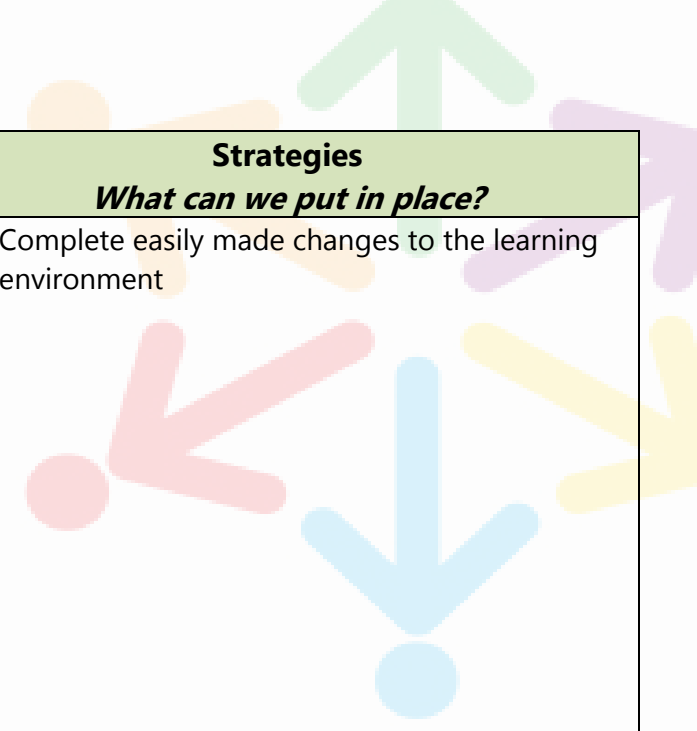 Strategies
What can we put in place?
Complete easily made changes to the learning
environment